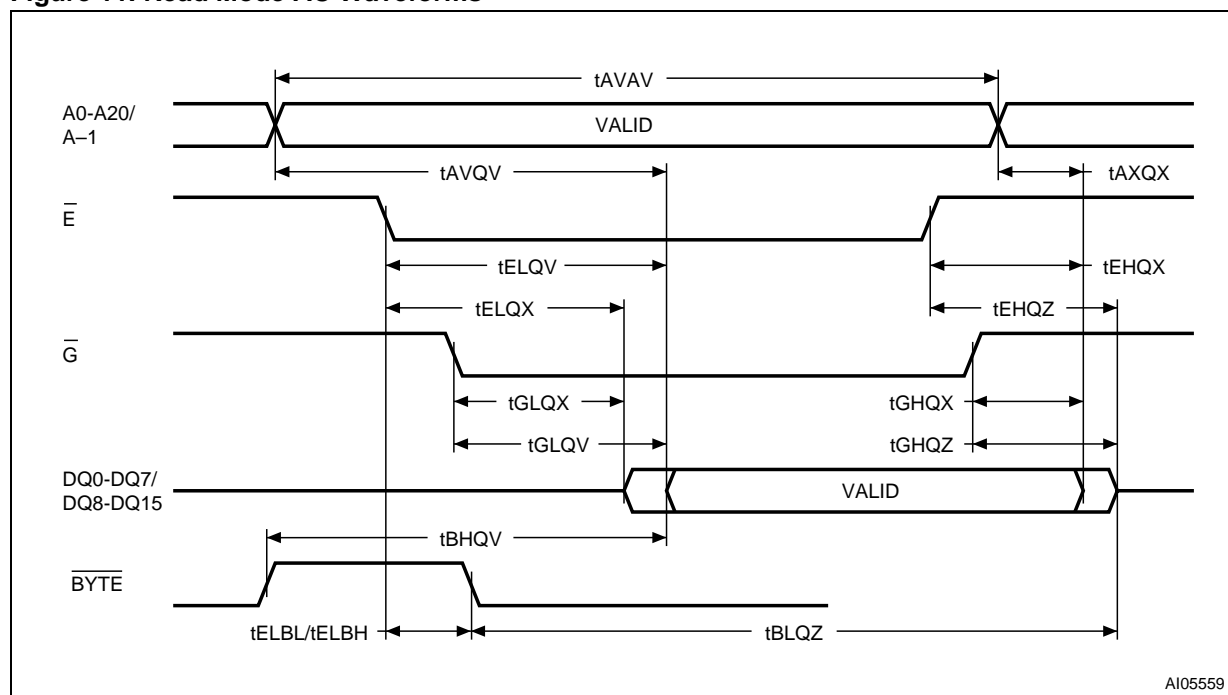 tAVAV
A0-A20/
A–1
VALID
tAVQV
tAXQX
E
tELQV
tEHQX
tELQX
tEHQZ
G
tGLQX
tGHQX
tGLQV
tGHQZ
DQ0-DQ7/
DQ8-DQ15
VALID
tBHQV
BYTE
tELBL/tELBH
tBLQZ
AI05559